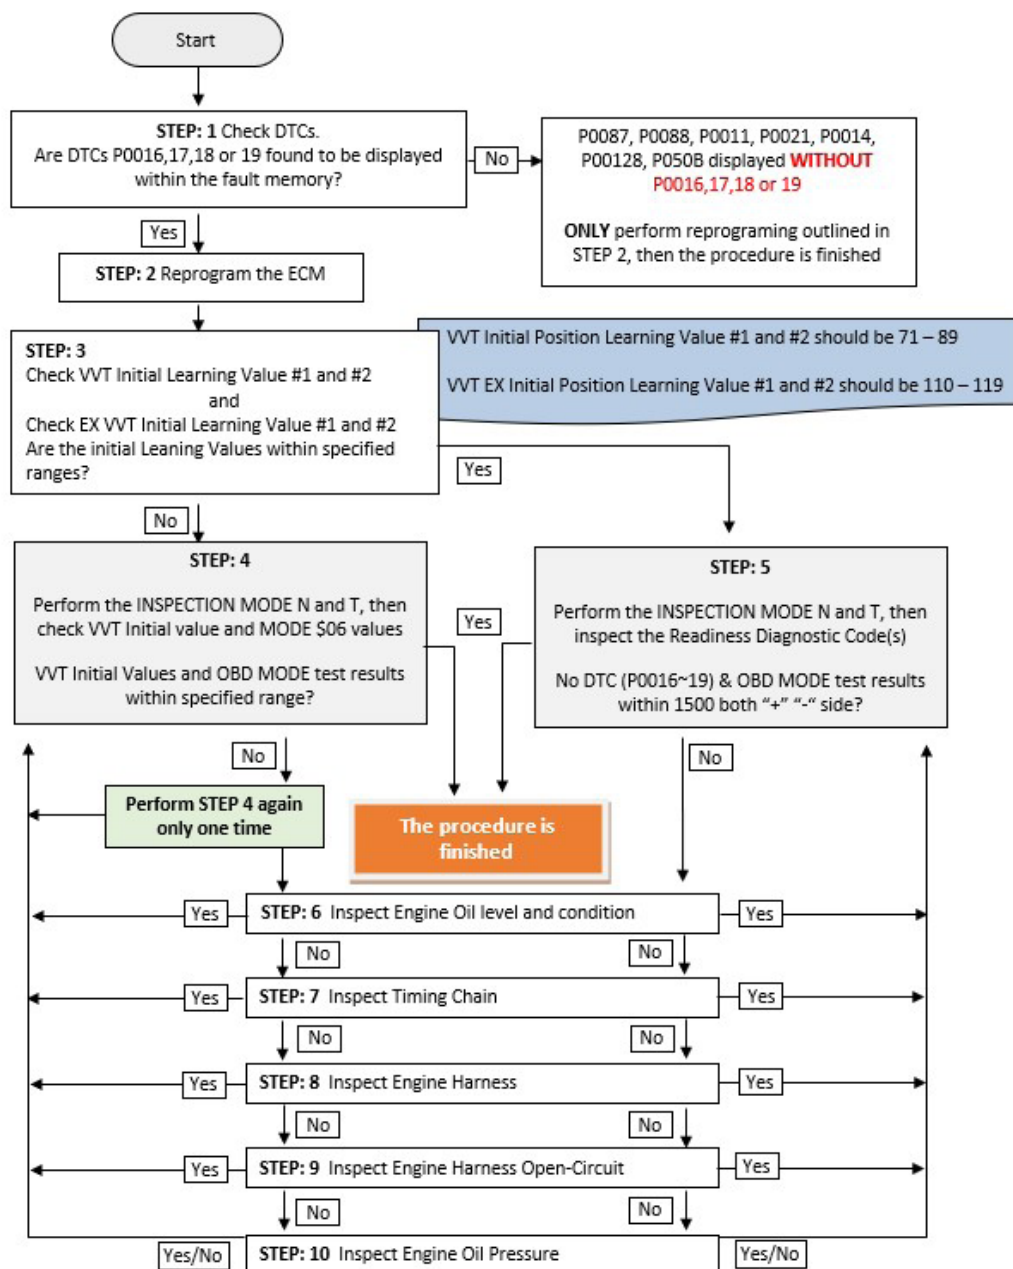 Start
STEP: 1 Check DTCs.
Are DTCs P0016,17,18 or 19 found to be displayed
within the fault memory?
No
P0087, P0088, P0011, P0021, P0014,
P00128, P050B displayed WITHOUT
P0016,17,18 or 19
ONLY perform reprograming outlined in
STEP 2, then the procedure is finished
Yes
STEP: 2 Reprogram the ECM
STEP: 3
Check VVT Initial Learning Value #1 and #2
and
Check EX VVT Initial Learning Value #1 and #2
Are the initial Leaning Values within specified
ranges?
VVT Initial Position Learning Value #1 and #2 should be 71 – 89
VVT EX Initial Position Learning Value #1 and #2 should be 110 – 119
Yes
No
STEP: 4
Perform the INSPECTION MODE N and T, then
check VVT Initial value and MODE $06 values
VVT Initial Values and OBD MODE test results
within specified range?
Yes
STEP: 5
Perform the INSPECTION MODE N and T, then
inspect the Readiness Diagnostic Code(s)
No DTC (P0016~19) & OBD MODE test results
within 1500 both “+” “-“ side?
No
No
Perform STEP 4 again
only one time
The procedure is
finished
Yes
STEP: 6 Inspect Engine Oil level and condition
Yes
No
No
Yes
STEP: 7 Inspect Timing Chain
Yes
No
No
Yes
STEP: 8 Inspect Engine Harness
Yes
No
No
Yes
STEP: 9 Inspect Engine Harness Open-Circuit
Yes
No
No
Yes/No
STEP: 10 Inspect Engine Oil Pressure
Yes/No